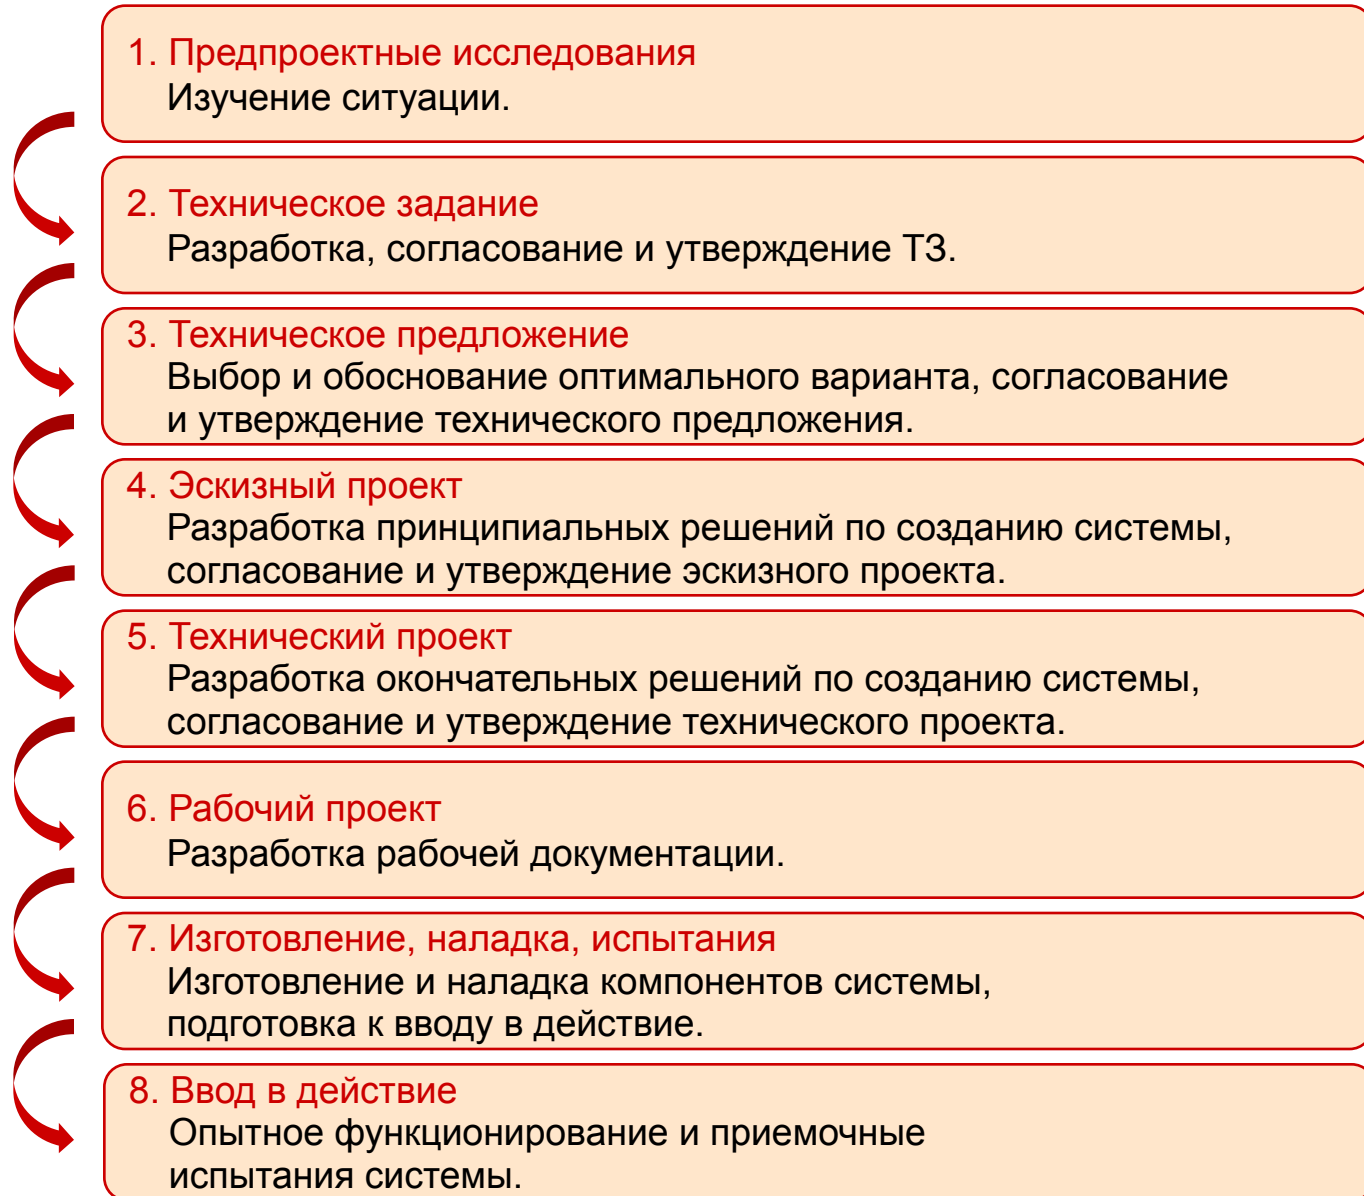 1. Предпроектные исследования
Изучение ситуации.
2. Техническое задание
Разработка, согласование и утверждение ТЗ.
3. Техническое предложение
Выбор и обоснование оптимального варианта, согласование
и утверждение технического предложения.
4. Эскизный проект
Разработка принципиальных решений по созданию системы,
согласование и утверждение эскизного проекта.
5. Технический проект
Разработка окончательных решений по созданию системы,
согласование и утверждение технического проекта.
6. Рабочий проект
Разработка рабочей документации.
7. Изготовление, наладка, испытания
Изготовление и наладка компонентов системы,
подготовка к вводу в действие.
8. Ввод в действие
Опытное функционирование и приемочные
испытания системы.